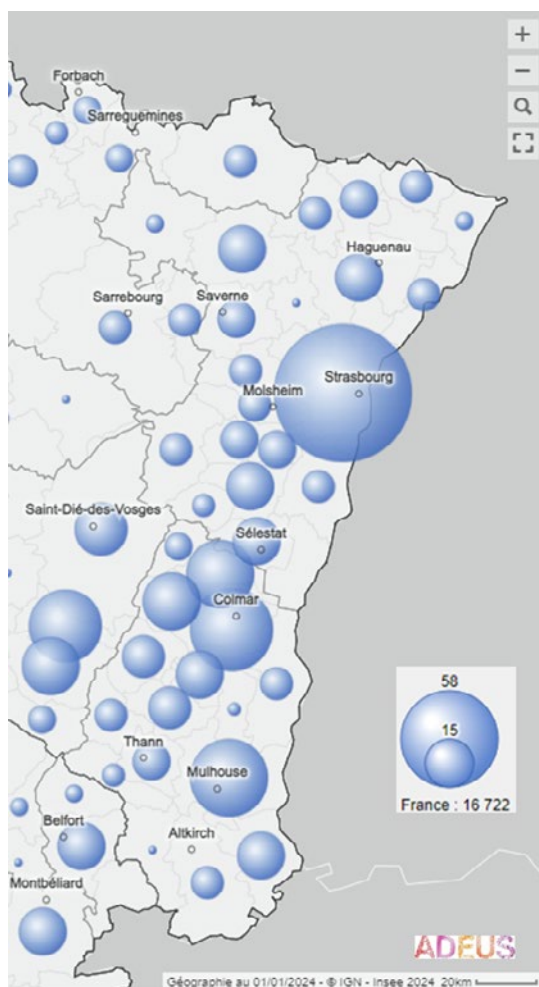 Forbach
Sarreguemines
Haguenau
Sarrebourg
Saverne
Strasbourg
Molsheim
Saint-Dié-des-Vosges
Sélestat
Colmar
58
15
France : 16 722
Thann
Mulhouse
Belfort
Altkirch
Montbéliard
ADEUS
Géographie au 01/01/2024 - © IGN - Insee 2024 20km